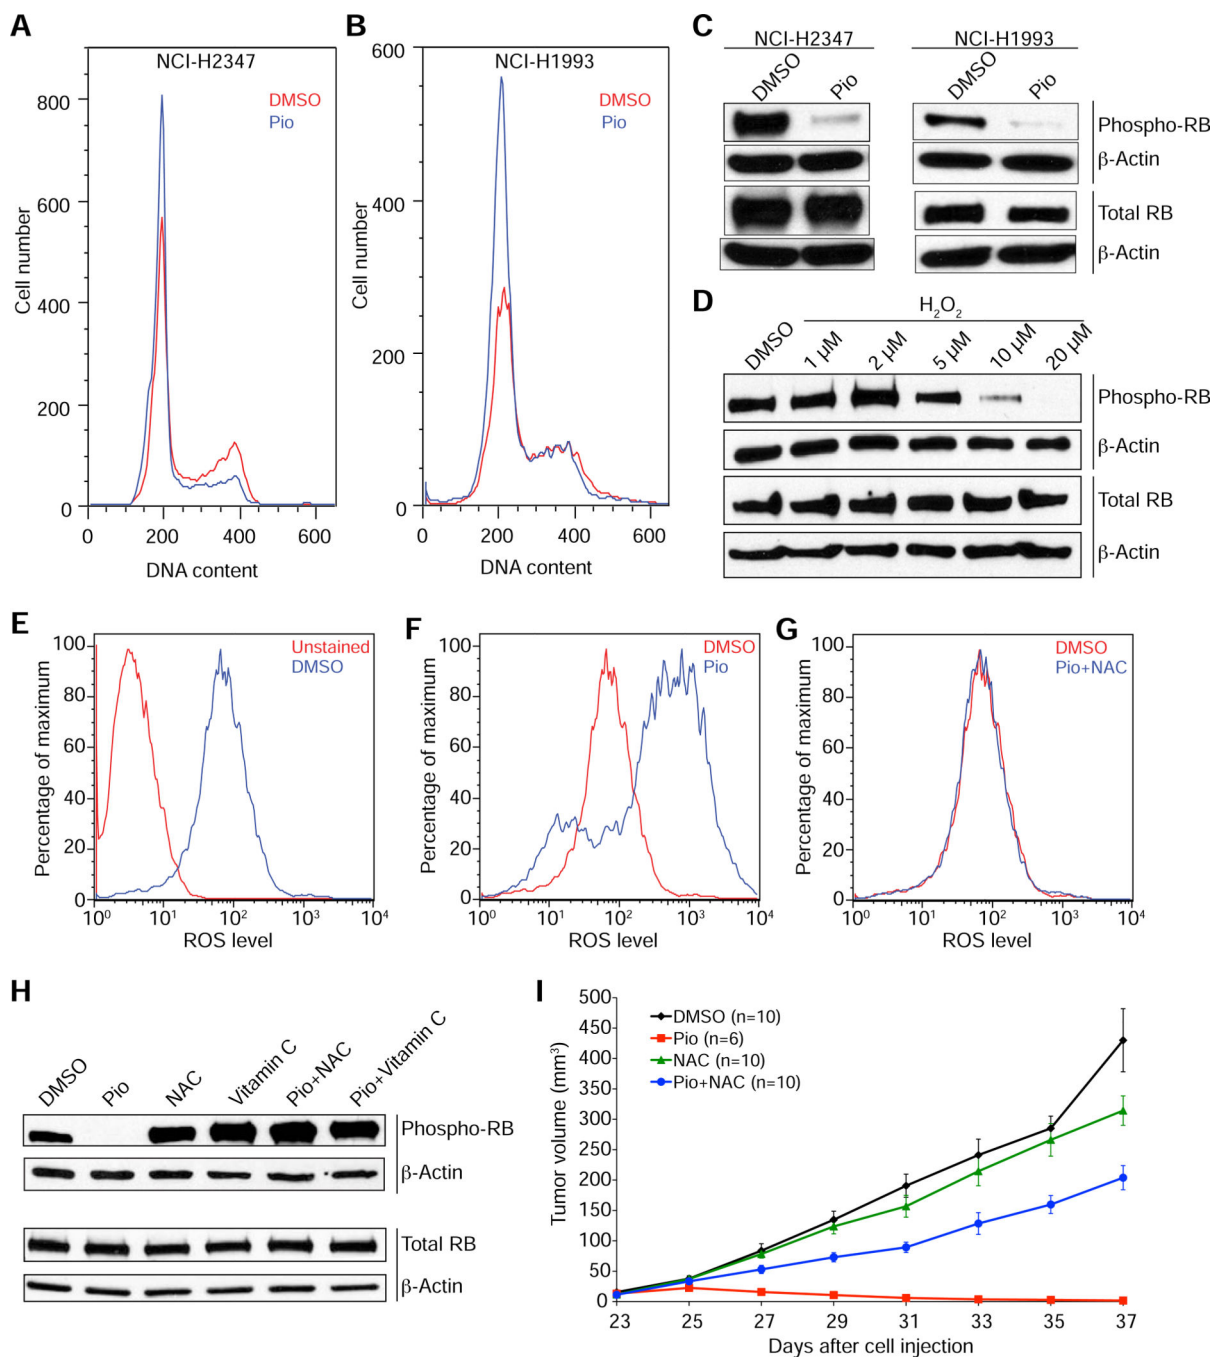 A
NCI-H2347
DMSO
Pio
800
600
400
200
0
Cell number
0 200 400 600
DNA content
B
NCI-H1993
DMSO
Pio
600
400
200
0
Cell number
0 200 400 600
DNA content
C
NCI-H2347
NCI-H1993
DMSO
Pio
DMSO
Pio
Phospho-RB
β-Actin
Total RB
β-Actin
D
H₂O₂
DMSO
1 µM
2 µM
5 µM
10 µM
20 µM
Phospho-RB
β-Actin
Total RB
β-Actin
E
Unstained
DMSO
100
80
60
40
20
0
Percentage of maximum
10⁰ 10¹ 10² 10³ 10⁴
ROS level
F
DMSO
Pio
100
80
60
40
20
0
Percentage of maximum
10⁰ 10¹ 10² 10³ 10⁴
ROS level
G
DMSO
Pio+NAC
100
80
60
40
20
0
Percentage of maximum
10⁰ 10¹ 10² 10³ 10⁴
ROS level
H
DMSO
Pio
NAC
Vitamin C
Pio+NAC
Pio+Vitamin C
Phospho-RB
β-Actin
Total RB
β-Actin
I
DMSO (n=10)
Pio (n=6)
NAC (n=10)
Pio+NAC (n=10)
500
450
400
350
300
250
200
150
100
50
0
Tumor volume (mm³)
23 25 27 29 31 33 35 37
Days after cell injection